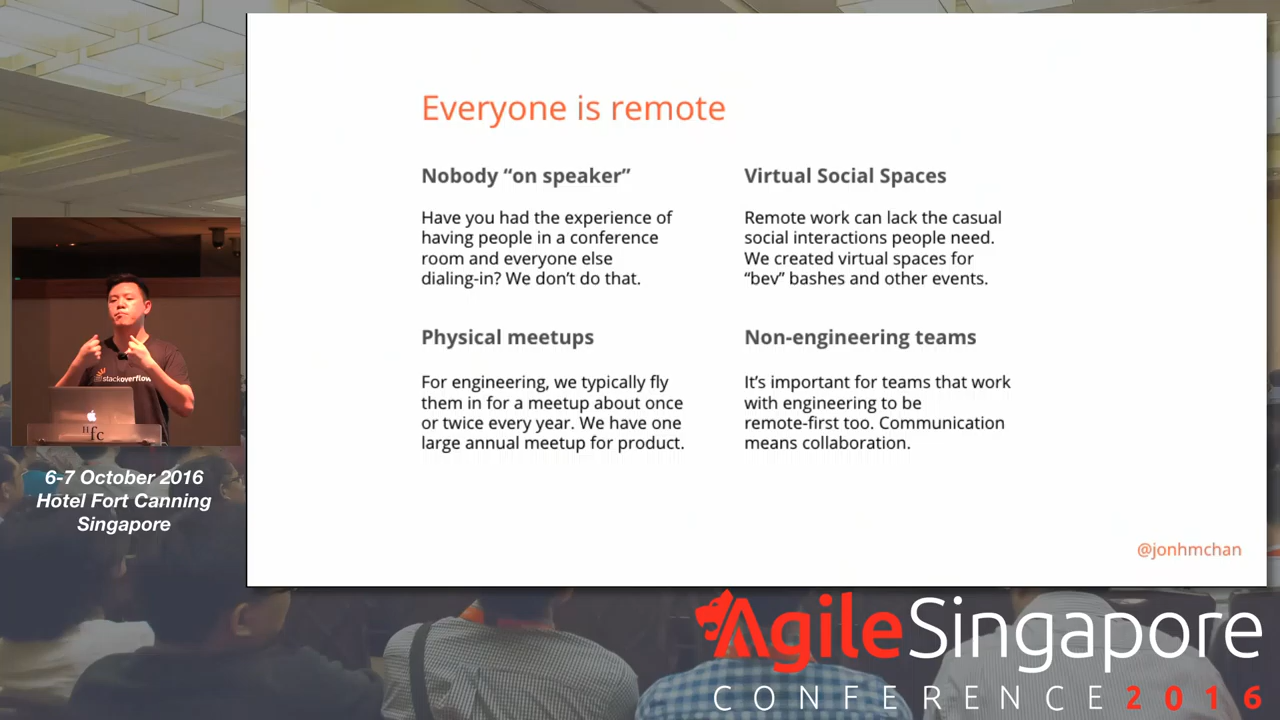 Everyone is remote
Nobody “on speaker”
Have you had the experience of
having people in a conference
room and everyone else
dialing-in? We don’t do that.
Virtual Social Spaces
Remote work can lack the casual
social interactions people need.
We created virtual spaces for
“bev” bashes and other events.
Physical meetups
For engineering, we typically fly
them in for a meetup about once
or twice every year. We have one
large annual meetup for product.
Non-engineering teams
It’s important for teams that work
with engineering to be
remote-first too. Communication
means collaboration.
@jonhmchan
stackoverflow
fc
6-7 October 2016
Hotel Fort Canning
Singapore
AgileSingapore
CONFERENCE 2016